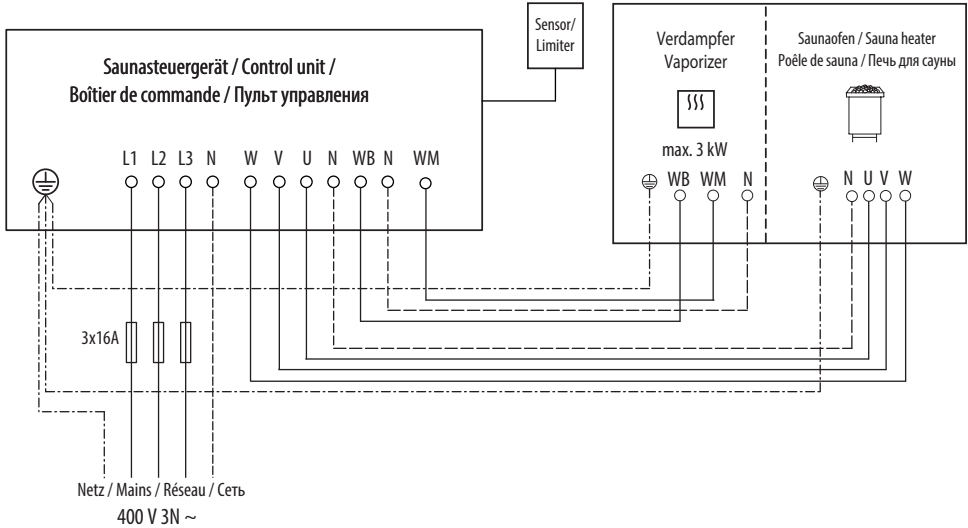 Sensor/
Limiter
Saunasteuergerät / Control unit /
Boîtier de commande / Пульт управления
Verdampfer
Vaporizer
max. 3 kW
Saunaofen / Sauna heater
Poêle de sauna / Печь для сауны
L1 L2 L3 N W V U N WB N WM
WB WM N
N U V W
3x16A
Netz / Mains / Réseau / Сеть
400 V 3N ~